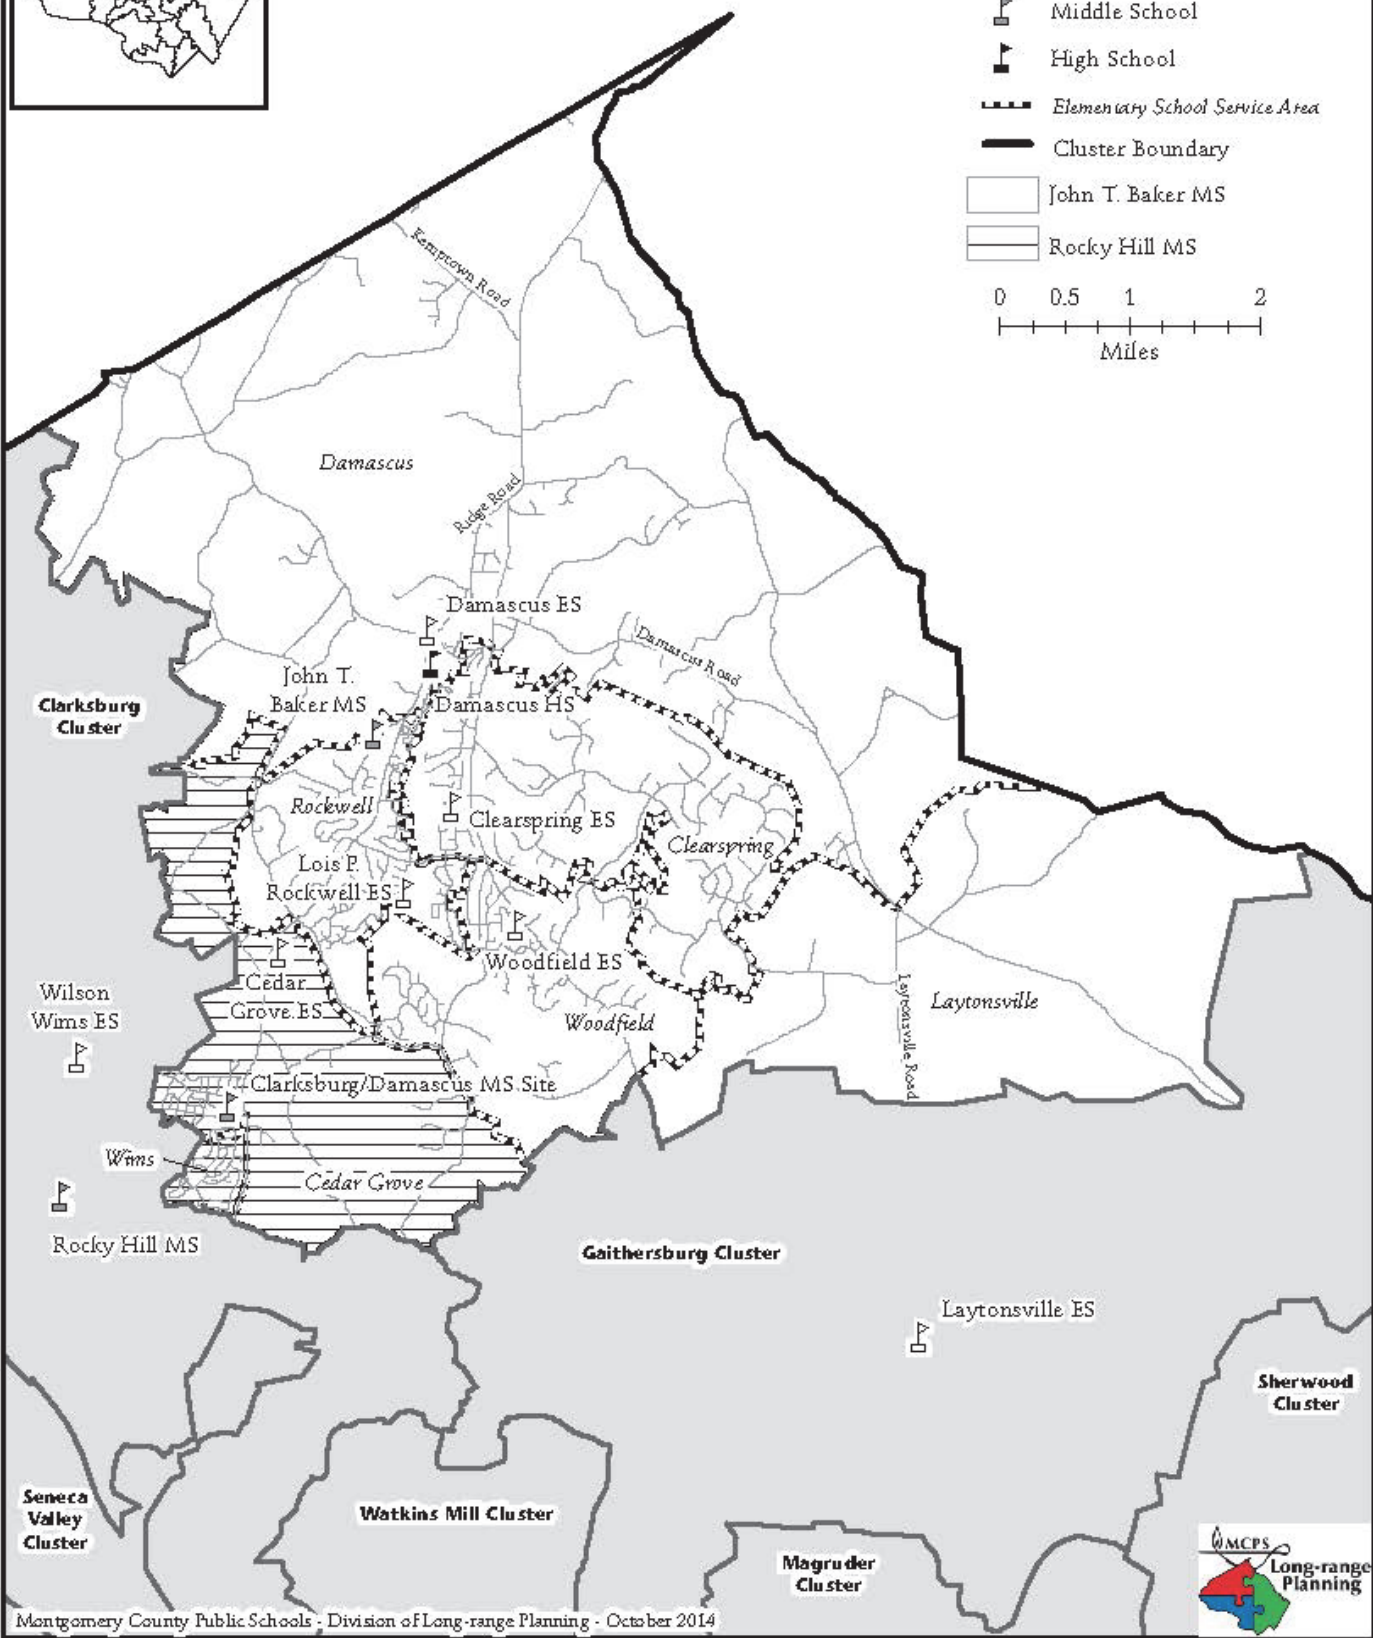 Middle School
High School
Elementary School Service Area
Cluster Boundary
John T. Baker MS
Rocky Hill MS
0 0.5 1 2
Miles
Kemptown Road
Damascus
Ridge Road
Damascus ES
Damascus Road
John T.
Baker MS
Damascus HS
Clarksburg
Cluster
Rockwell
Clearspring ES
Clearspring
Lois P.
Rockwell ES
Woodfield ES
Cedar
Grove ES
Wilson
Wims ES
Woodfield
Laytonsville
Laytonsville Road
Clarksburg/Damascus MS Site
Wims
Cedar Grove
Rocky Hill MS
Gaithersburg Cluster
Laytonsville ES
Sherwood
Cluster
Seneca
Valley
Cluster
Watkins Mill Cluster
Magruder
Cluster
MCPS
Long-range
Planning
Montgomery County Public Schools - Division of Long-range Planning - October 2014